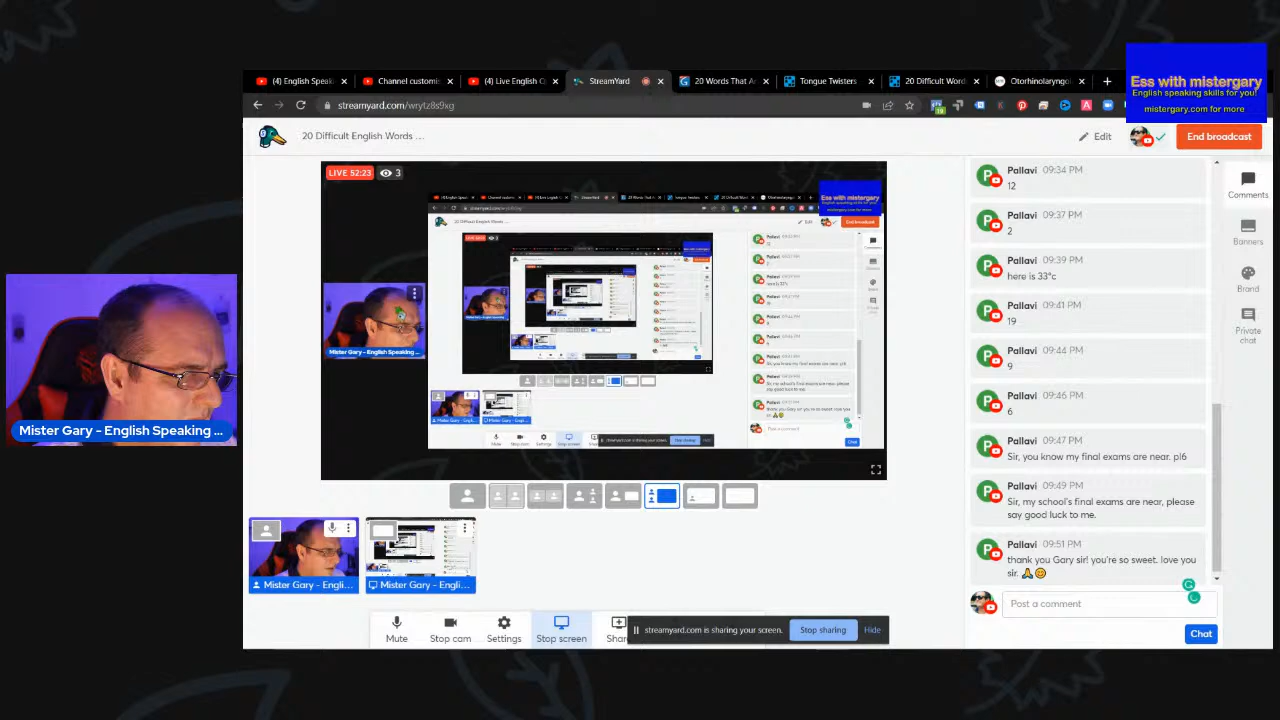 (4) English Speak
Channel customis
(4) Live English C
StreamYard
20 Words That A
Tongue Twisters
20 Difficult Word
Otorhinolaryngo
Ess with mistergary
English speaking skills for you!
mistergary.com for more
streamyard.com/wrytz8s9xg
20 Difficult English Words ...
Edit
End broadcast
LIVE 52:23
3
Pallavi 09:34 PM
12
Pallavi 09:37 PM
2
Pallavi 09:39 PM
here is 33°c
Pallavi 09:41 PM
19
Pallavi 09:44 PM
9
Pallavi 09:46 PM
6
Pallavi 09:47 PM
Sir, you know my final exams are near. pl6
Pallavi 09:49 PM
Sir, my school's final exams are near, please
say good luck to me.
Pallavi 09:51 PM
thank you Gary sir! you're so sweet. love you
sir. 🙏😊
Post a comment
Chat
Comments
Banners
Brand
Private
chat
Mister Gary - English Speaking ...
Mister Gary - English Speaking ...
Mister Gary - Engli...
Mister Gary - Engli...
Mute
Stop cam
Settings
Stop screen
Shar
streamyard.com is sharing your screen.
Stop sharing
Hide